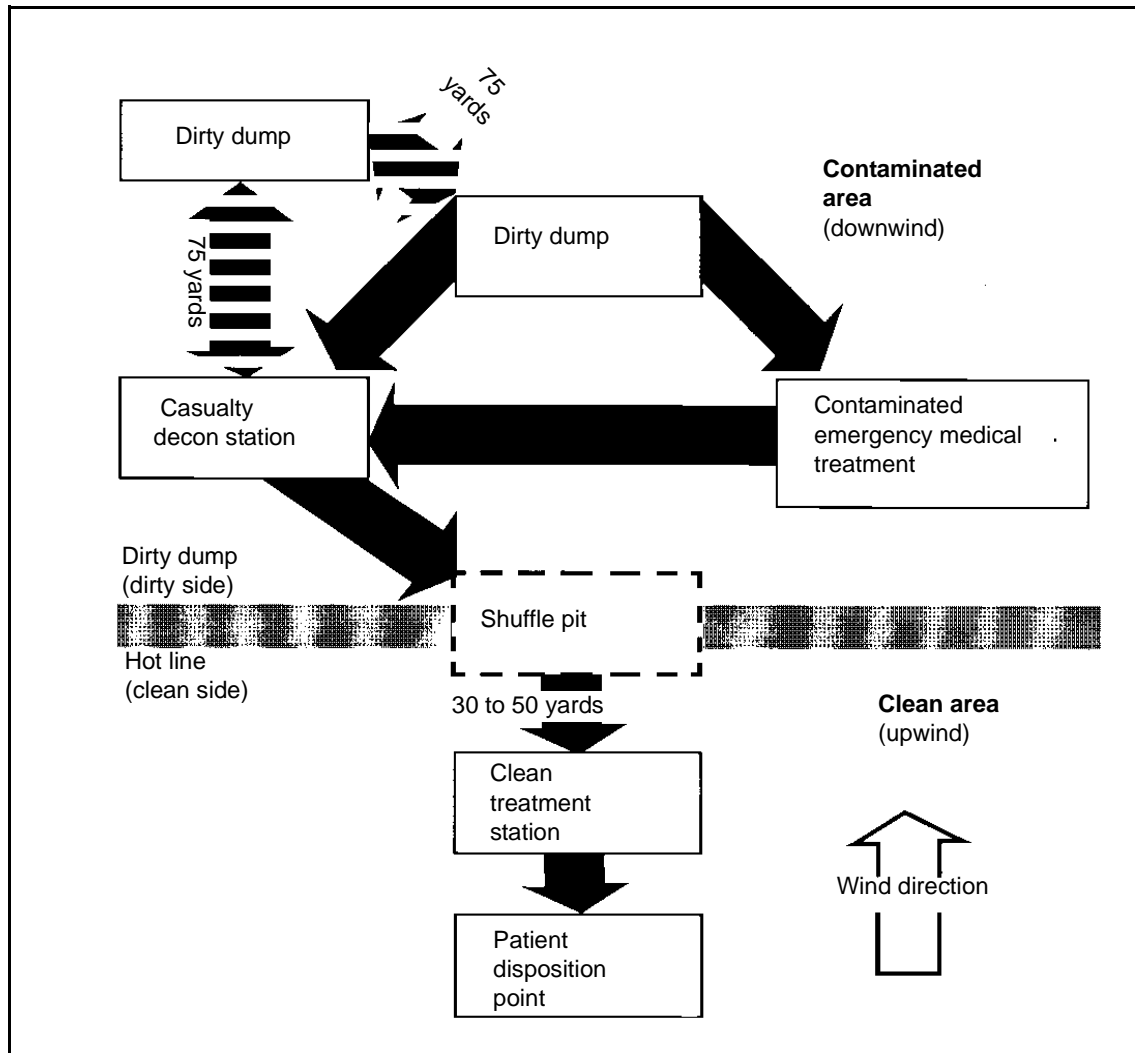 75
yards
Dirty dump
Contaminated
area
(downwind)
Dirty dump
75 yards
Casualty
decon station
Contaminated
emergency medical
treatment
Dirty dump
(dirty side)
Shuffle pit
Hot line
(clean side)
30 to 50 yards
Clean area
(upwind)
Clean
treatment
station
Wind direction
Patient
disposition
point